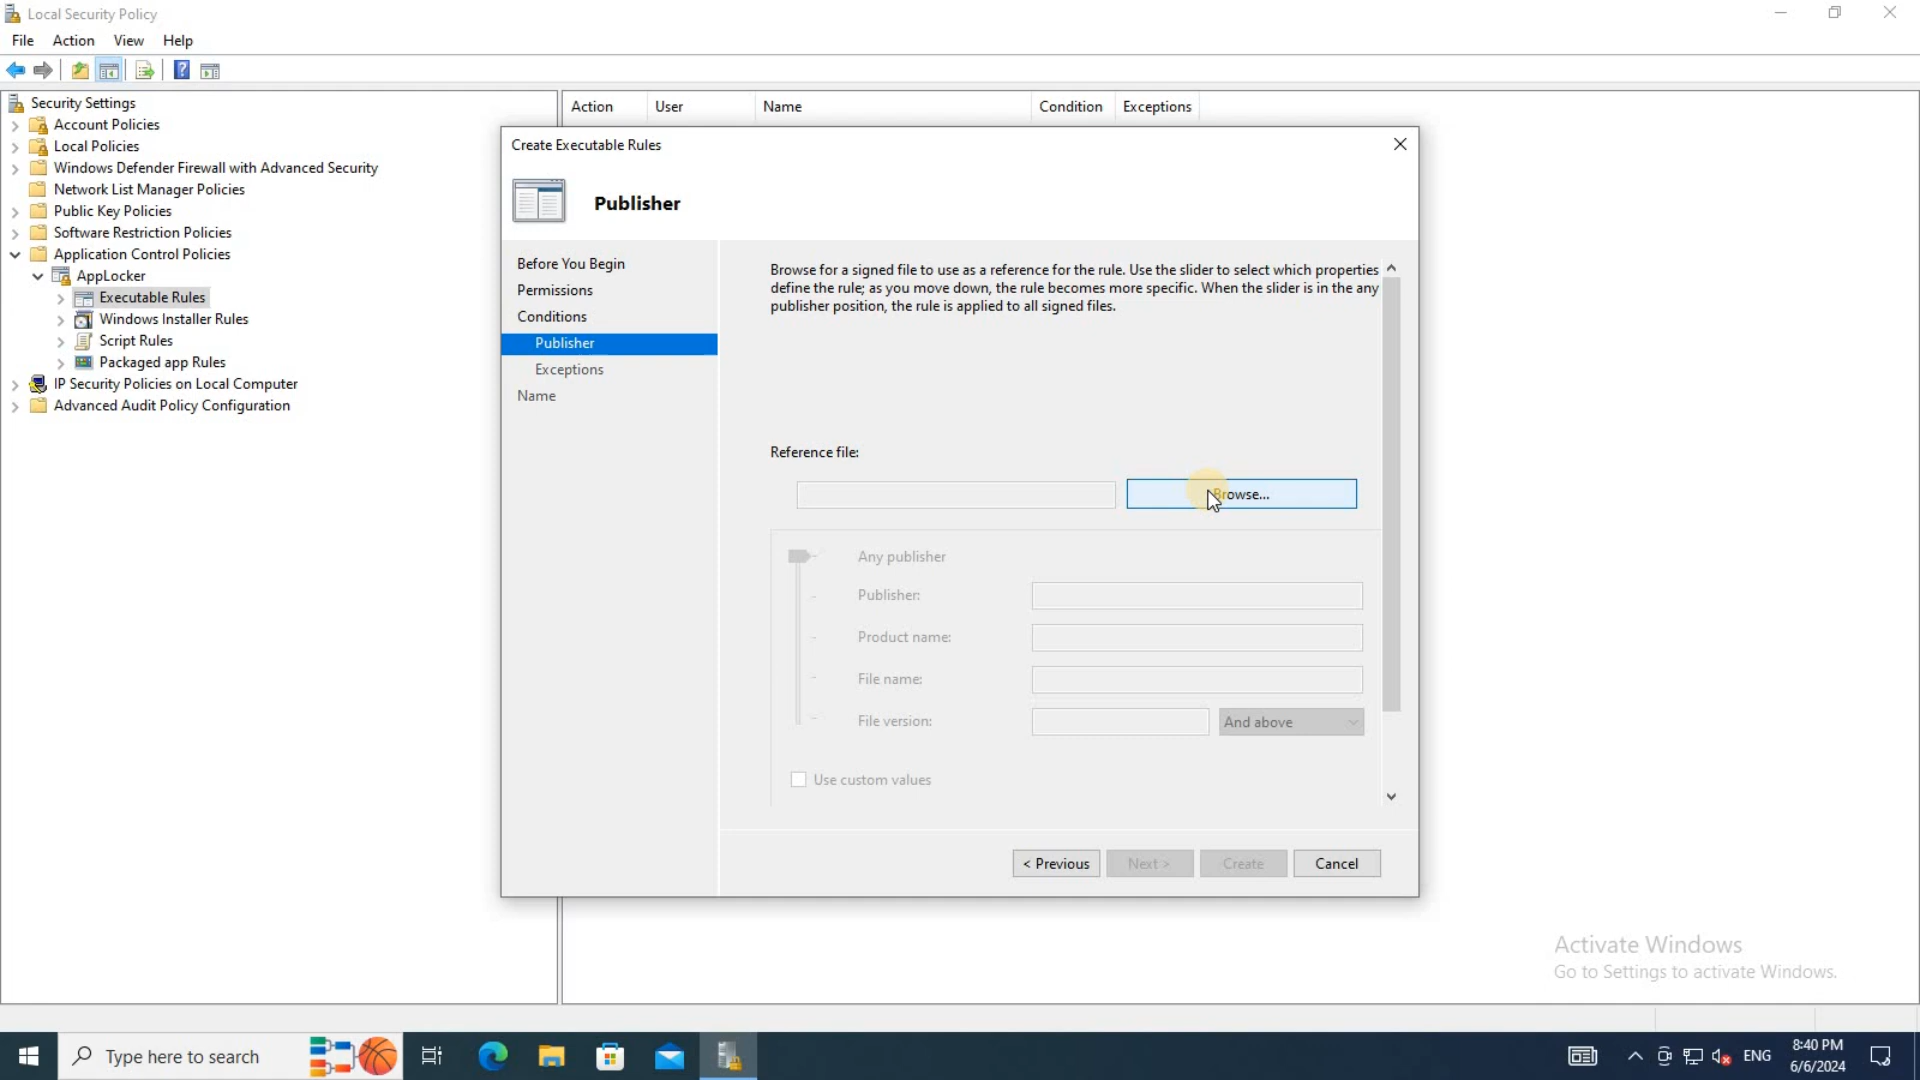 Local Security Policy
File Action View Help
Security Settings
Account Policies
Local Policies
Windows Defender Firewall with Advanced Security
Network List Manager Policies
Public Key Policies
Software Restriction Policies
Application Control Policies
AppLocker
Executable Rules
Windows Installer Rules
Script Rules
Packaged app Rules
IP Security Policies on Local Computer
Advanced Audit Policy Configuration
Action User Name Condition Exceptions
Create Executable Rules
Publisher
Before You Begin
Permissions
Conditions
Publisher
Exceptions
Name
Browse for a signed file to use as a reference for the rule. Use the slider to select which properties
define the rule; as you move down, the rule becomes more specific. When the slider is in the any
publisher position, the rule is applied to all signed files.
Reference file:
Browse...
Any publisher
Publisher:
Product name:
File name:
File version: And above
Use custom values
< Previous Next > Create Cancel
Activate Windows
Go to Settings to activate Windows.
Type here to search
ENG
8:40 PM
6/6/2024